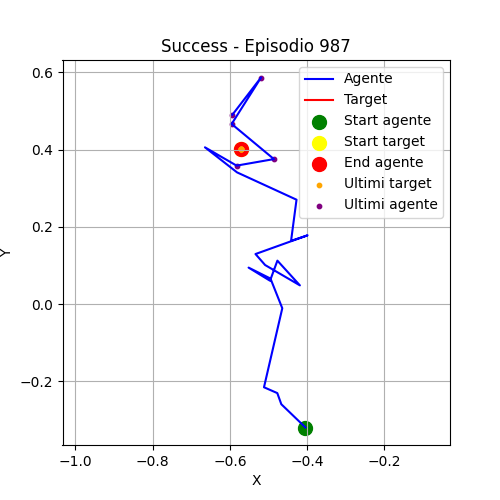 Success - Episodio 987
0.6
0.4
0.2
0.0
−0.2
Y
−1.0
−0.8
−0.6
−0.4
−0.2
X
Agente
Target
Start agente
Start target
End agente
Ultimi target
Ultimi agente